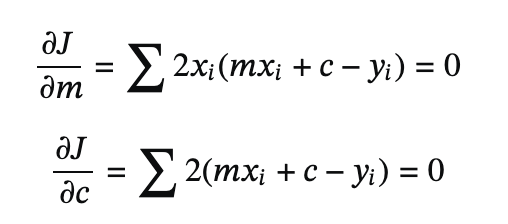 ∂J/∂m = ∑ 2xᵢ(mxᵢ + c − yᵢ) = 0
∂J/∂c = ∑ 2(mxᵢ + c − yᵢ) = 0